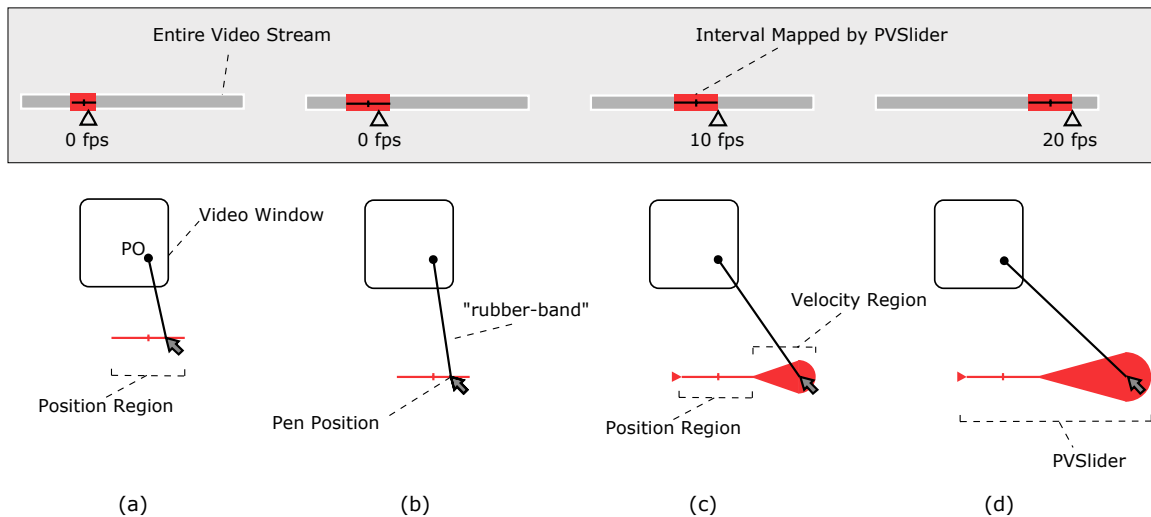 Entire Video Stream
Interval Mapped by PVSlider
0 fps
0 fps
10 fps
20 fps
Video Window
PO
"rubber-band"
Velocity Region
Position Region
Pen Position
Position Region
PVSlider
(a)
(b)
(c)
(d)